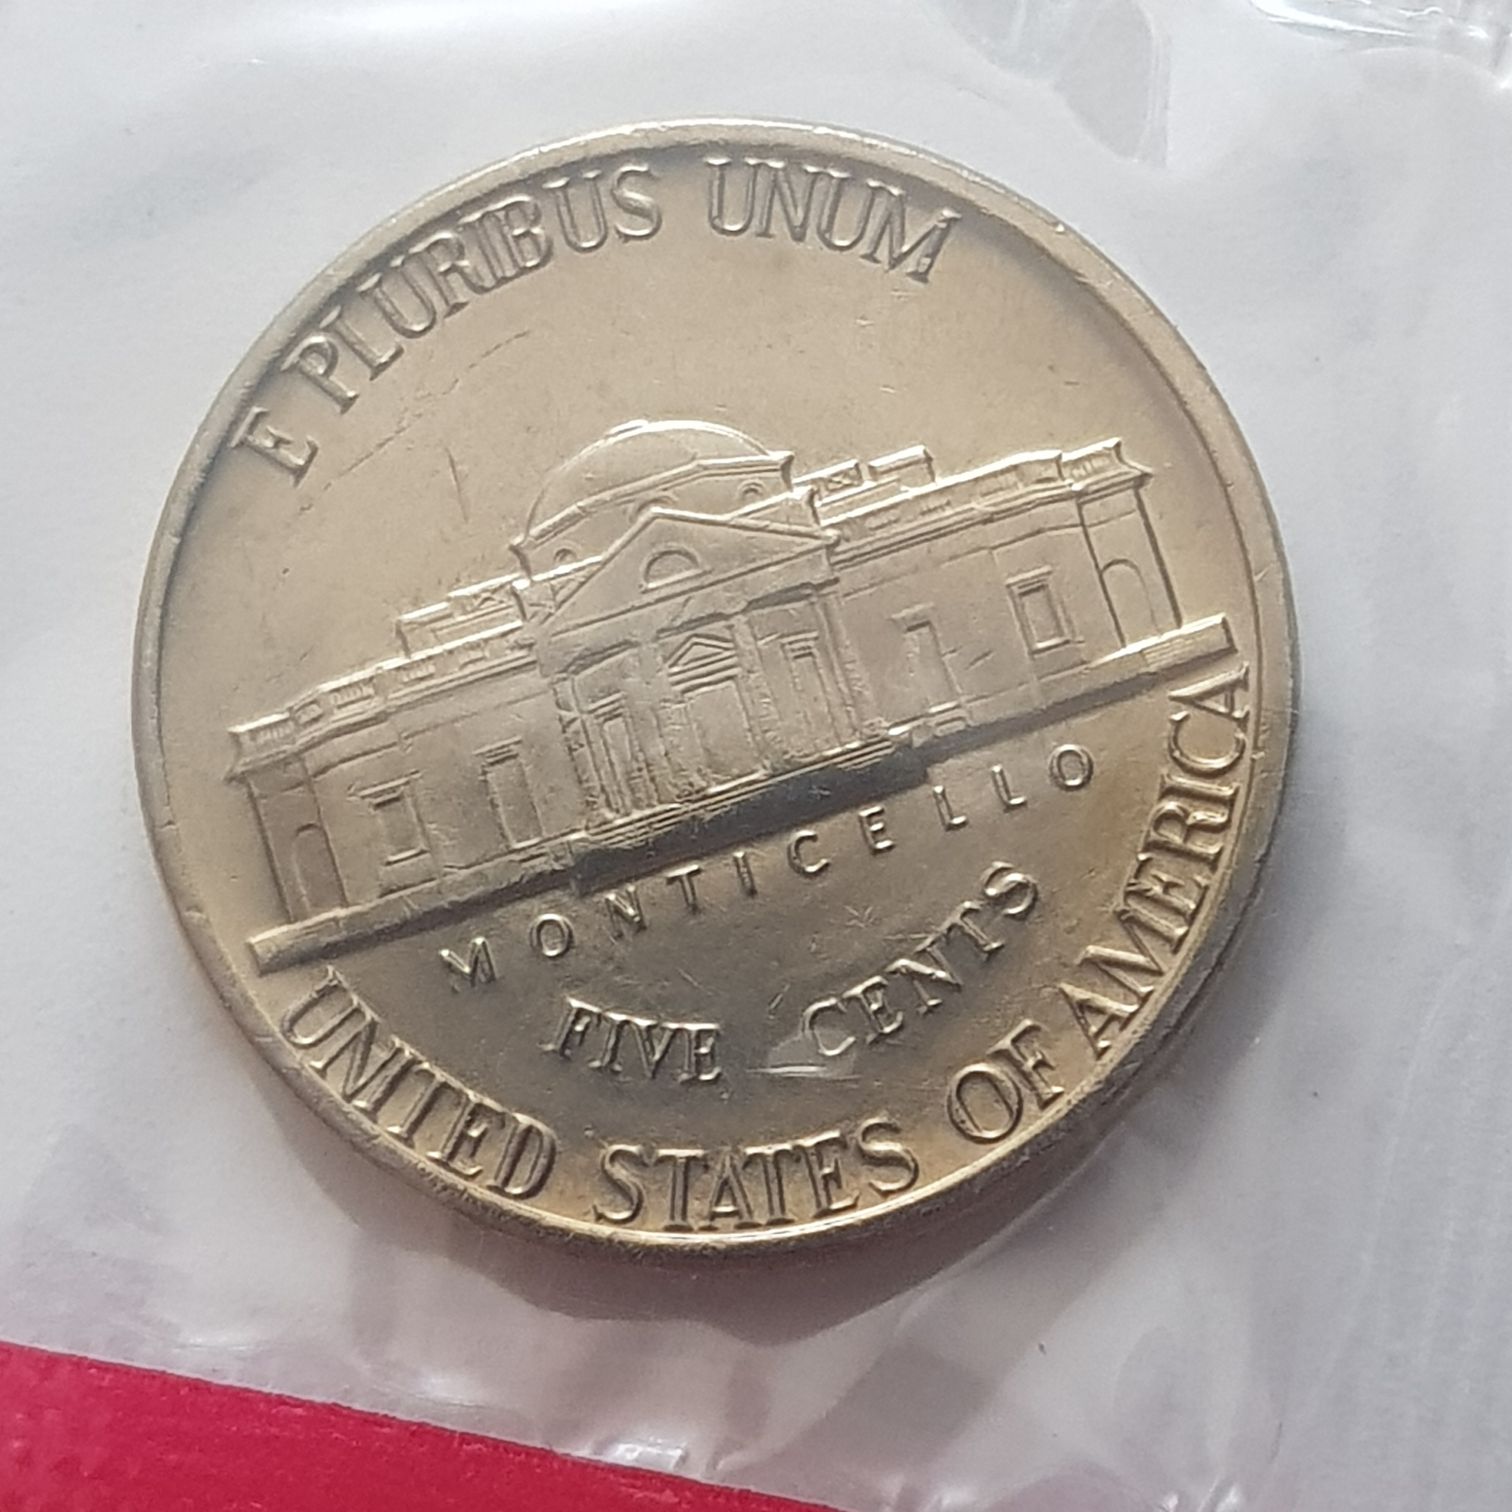 E PLURIBUS UNUM
MONTICELLO
FIVE CENTS
UNITED STATES OF AMERICA